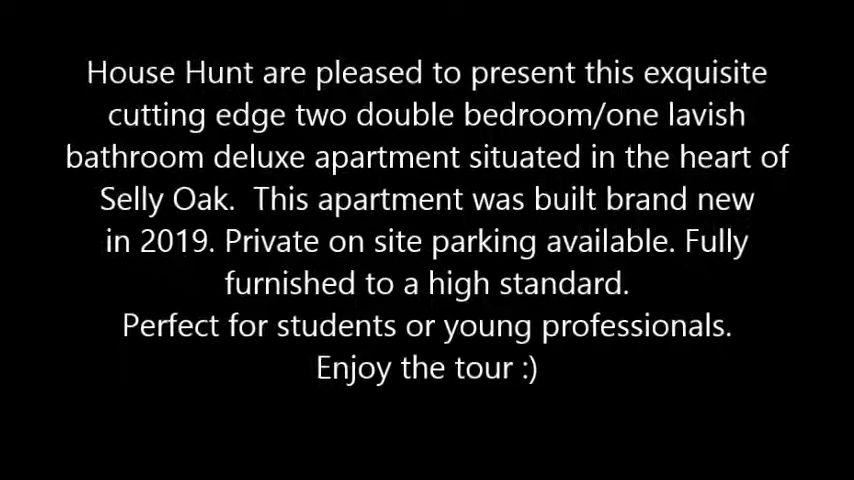 House Hunt are pleased to present this exquisite
cutting edge two double bedroom/one lavish
bathroom deluxe apartment situated in the heart of
Selly Oak.  This apartment was built brand new
in 2019. Private on site parking available. Fully
furnished to a high standard.
Perfect for students or young professionals.
Enjoy the tour :)